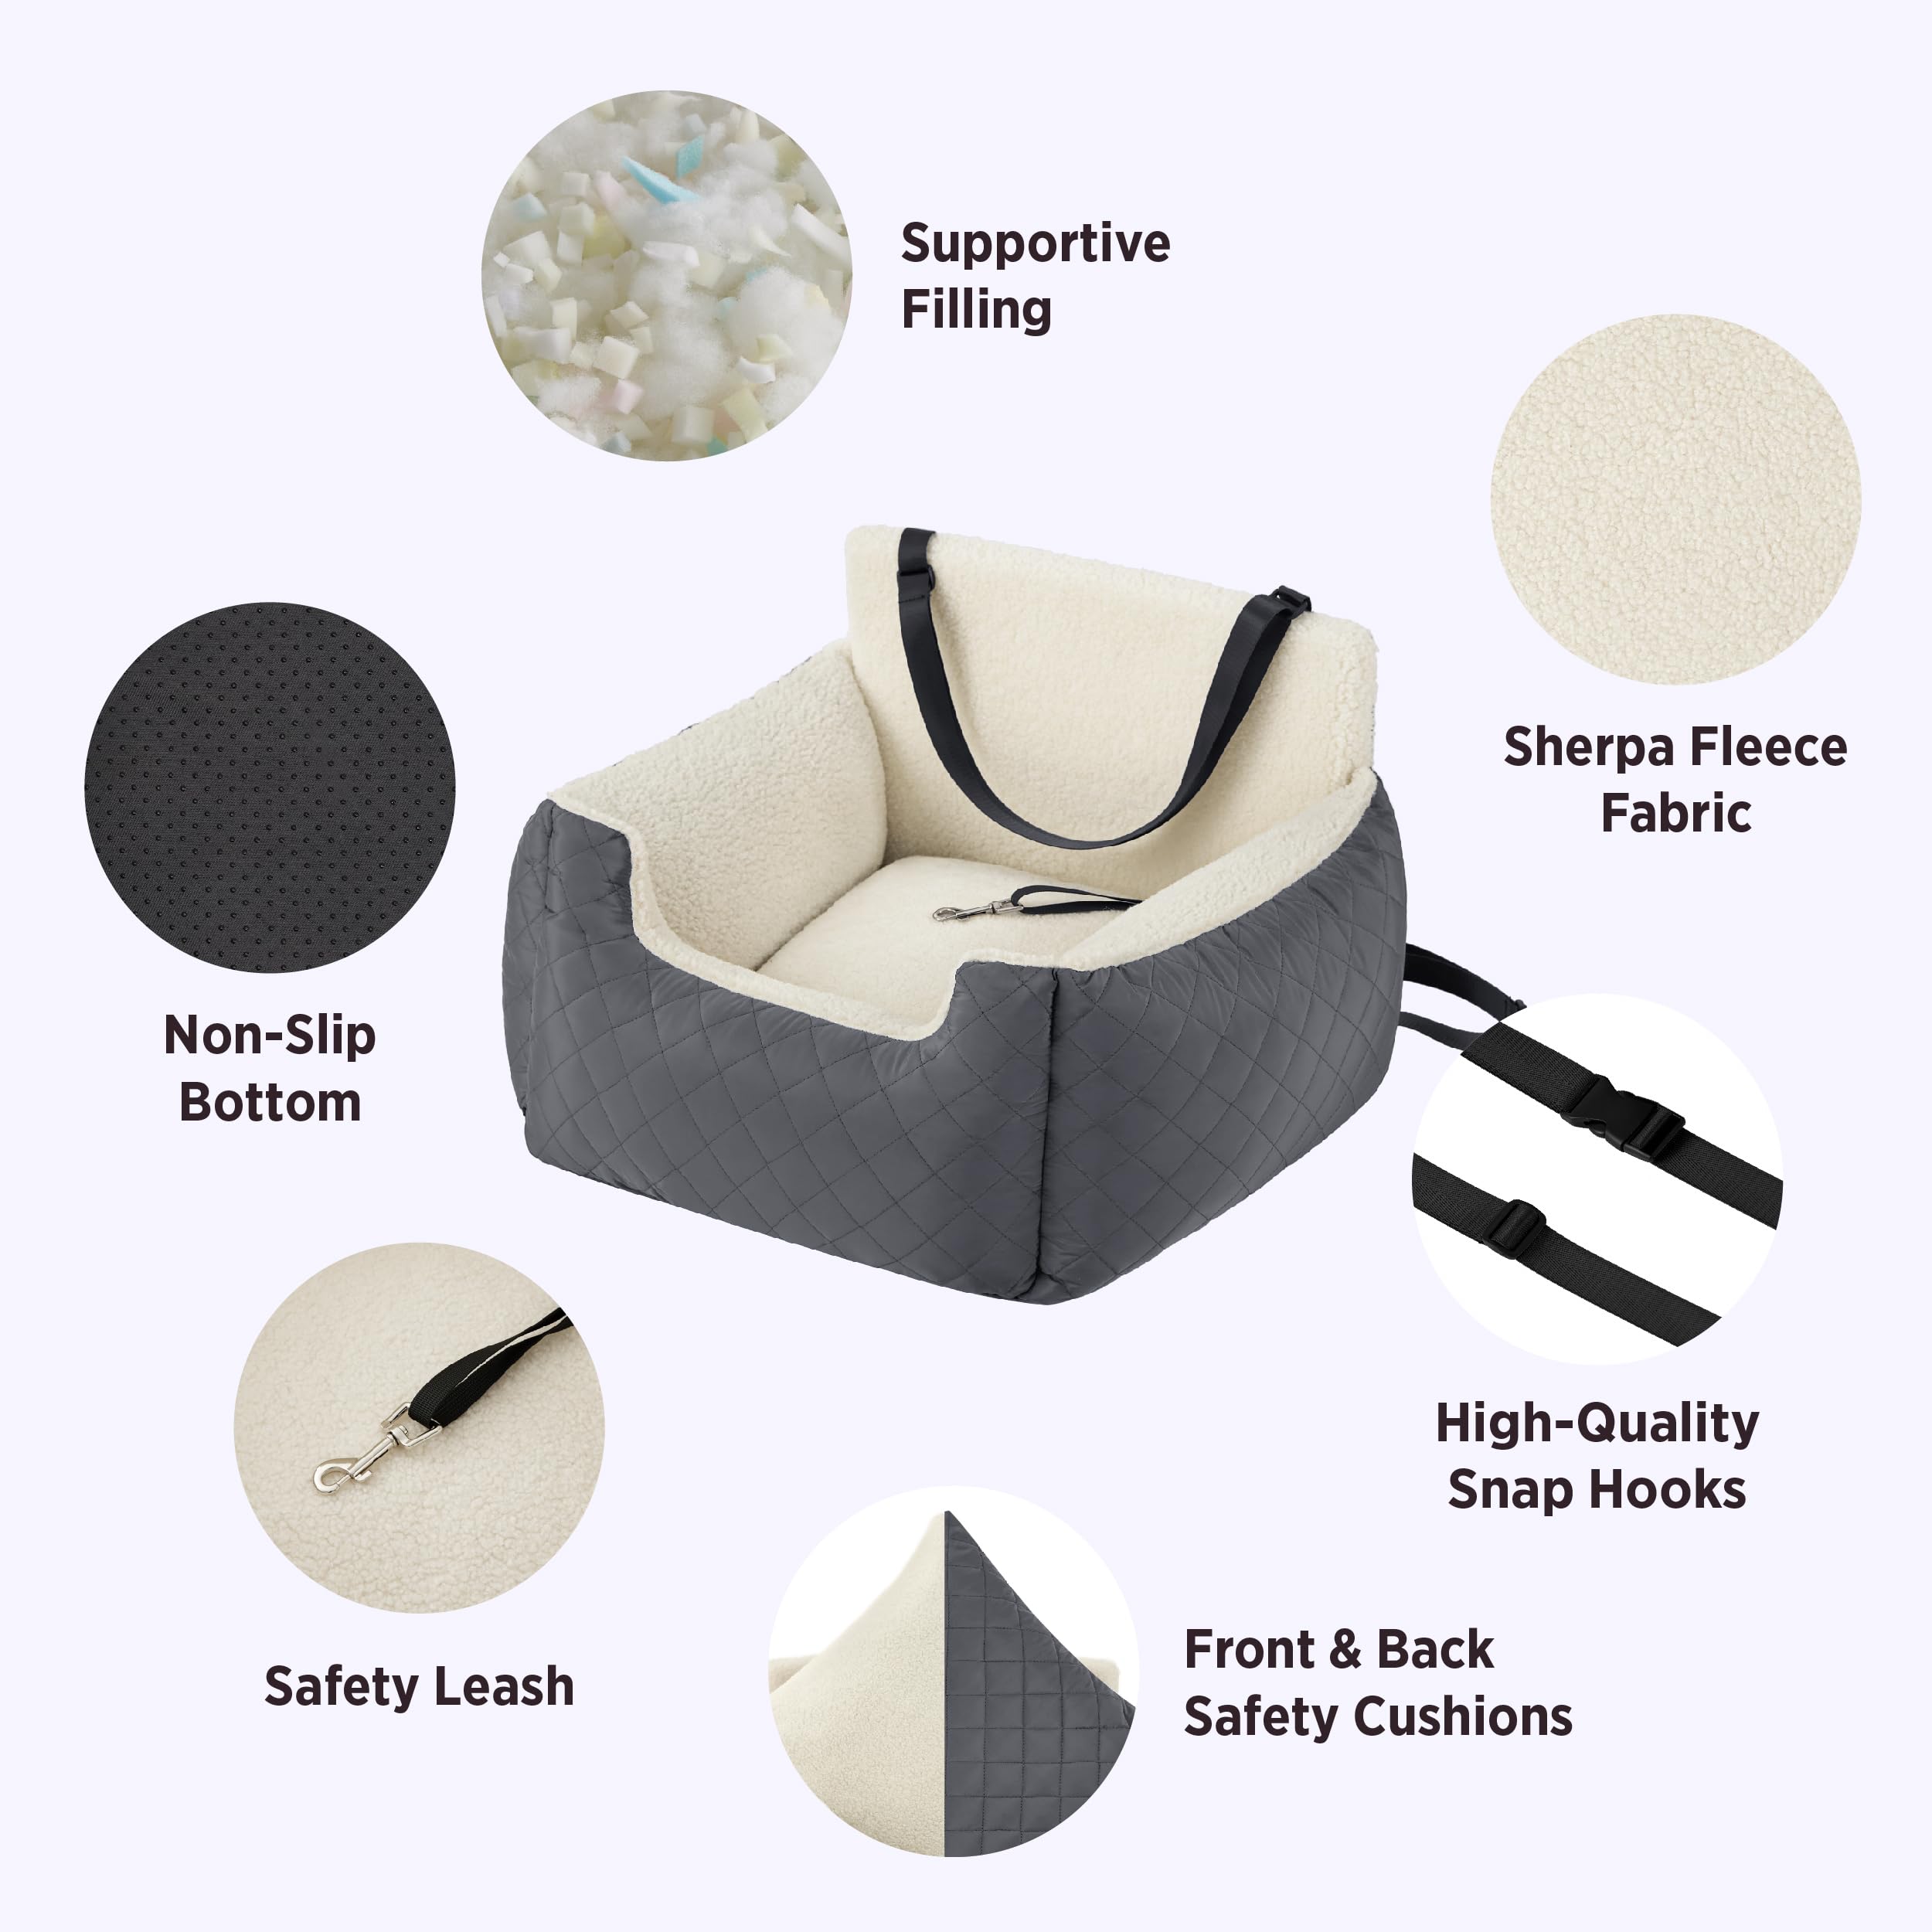 Supportive
Filling
Sherpa Fleece
Fabric
Non-Slip
Bottom
High-Quality
Snap Hooks
Safety Leash
Front & Back
Safety Cushions